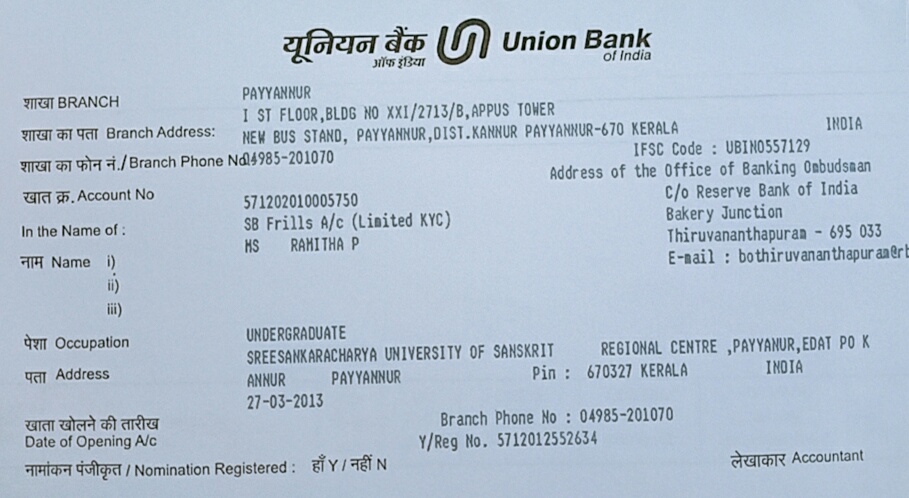 यूनियन बैंक Union Bank
ऑफ इंडिया of India
शाखा BRANCH PAYYANNUR
I ST FLOOR,BLDG NO XXI/2713/B,APPUS TOWER
शाखा का पता Branch Address: NEW BUS STAND, PAYYANNUR,DIST.KANNUR PAYYANNUR-670 KERALA INDIA
शाखा का फोन नं./Branch Phone No 04985-201070 IFSC Code : UBIN0557129
Address of the Office of Banking Ombudsman
खात क्र. Account No 571202010005750 C/o Reserve Bank of India
SB Frills A/c (Limited KYC) Bakery Junction
In the Name of : MS RAMITHA P Thiruvananthapuram - 695 033
नाम Name i) E-mail : bothiruvananthapuram@rb
ii)
iii)
पेशा Occupation UNDERGRADUATE
SREESANKARACHARYA UNIVERSITY OF SANSKRIT REGIONAL CENTRE ,PAYYANUR,EDAT PO K
पता Address ANNUR PAYYANNUR Pin : 670327 KERALA INDIA
27-03-2013
खाता खोलने की तारीख Branch Phone No : 04985-201070
Date of Opening A/c Y/Reg No. 5712012552634
नामांकन पंजीकृत / Nomination Registered : हाँ Y / नहीं N लेखाकार Accountant